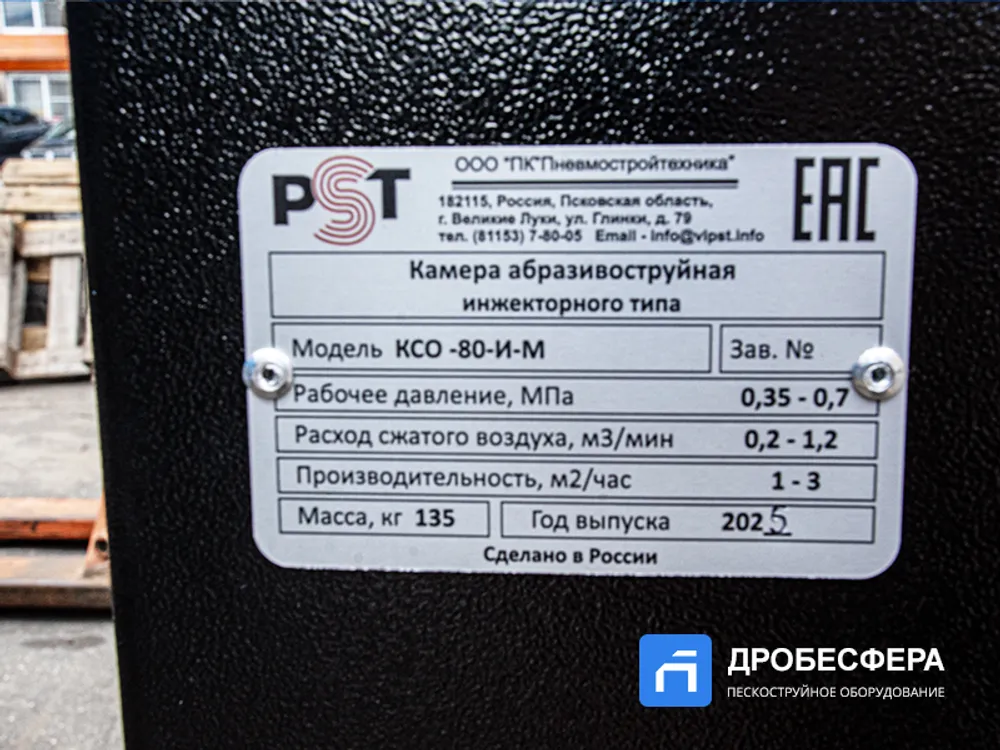 PST
ООО "ПК"Пневмостройтехника"
182115, Россия, Псковская область,
г. Великие Луки, ул. Глинки, д. 79
тел. (81153) 7-80-05 Email - info@vlpst.info
EAC
Камера абразивоструйная
инжекторного типа
Модель КСО -80-И-М
Зав. №
Рабочее давление, МПа 0,35 - 0,7
Расход сжатого воздуха, м3/мин 0,2 - 1,2
Производительность, м2/час 1 - 3
Масса, кг 135
Год выпуска 2025
Сделано в России
ДРОБЕСФЕРА
ПЕСКОСТРУЙНОЕ ОБОРУДОВАНИЕ